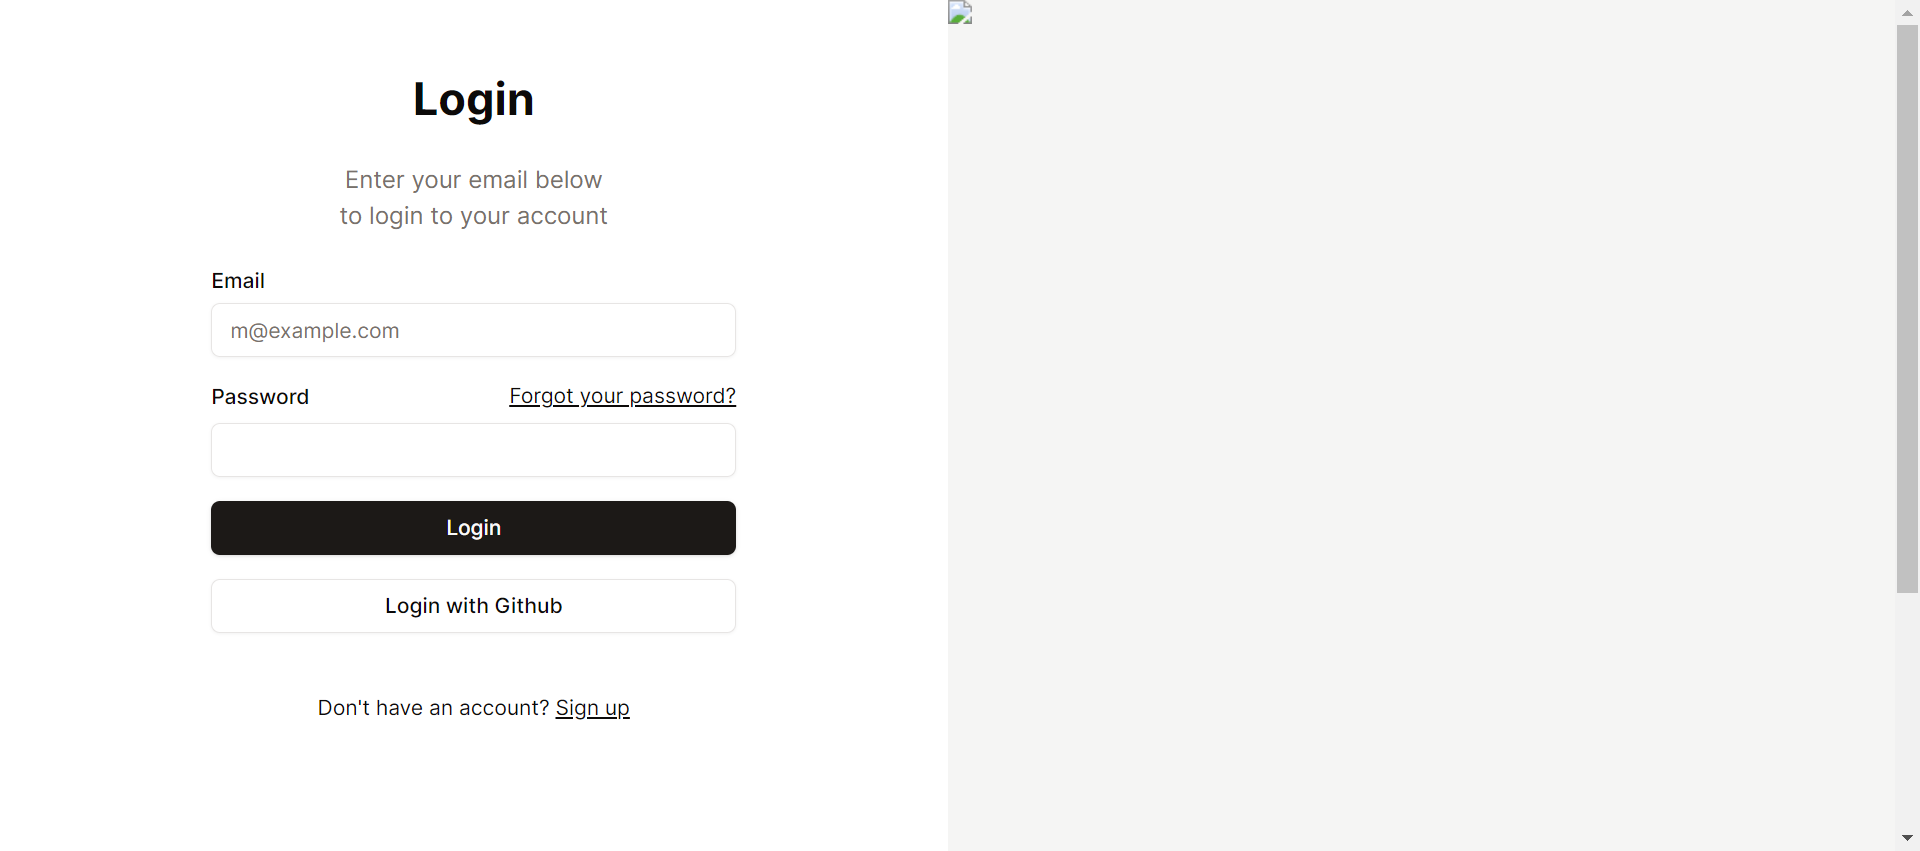 Login
Enter your email below
to login to your account
Email
m@example.com
Password
Forgot your password?
Login
Login with Github
Don't have an account? Sign up